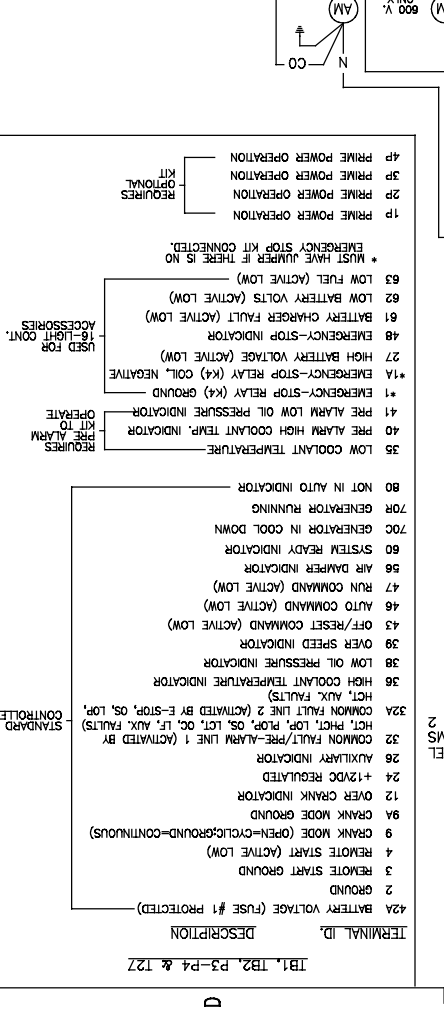 D
TB1, TB2, P3-P4 & T27
TERMINAL ID. DESCRIPTION
42A BATTERY VOLTAGE (FUSE #1 PROTECTED)
2 GROUND
3 REMOTE START GROUND
4 REMOTE START (ACTIVE LOW)
9 CRANK MODE (OPEN=CYCLIC;GROUND=CONTINUOUS)
9A CRANK MODE GROUND
12 OVER CRANK INDICATOR
24 +12VDC REGULATED
26 AUXILIARY INDICATOR
32 COMMON FAULT/PRE-ALARM LINE 1 (ACTIVATED BY
HCT, PHCT, LOP, PLOP, OS, LCT, OC, LF, AUX. FAULTS)
32A COMMON FAULT LINE 2 (ACTIVATED BY E-STOP, OS, LOP,
HCT, AUX. FAULTS)
36 HIGH COOLANT TEMPERATURE INDICATOR
38 LOW OIL PRESSURE INDICATOR
39 OVER SPEED INDICATOR
43 OFF/RESET COMMAND (ACTIVE LOW)
46 AUTO COMMAND (ACTIVE LOW)
47 RUN COMMAND (ACTIVE LOW)
56 AIR DAMPER INDICATOR
60 SYSTEM READY INDICATOR
70C GENERATOR IN COOL DOWN
70R GENERATOR RUNNING
80 NOT IN AUTO INDICATOR
STANDARD
CONTROLLE
EL
2
35 LOW COOLANT TEMPERATURE
40 PRE ALARM HIGH COOLANT TEMP. INDICATOR
41 PRE ALARM LOW OIL PRESSURE INDICATOR
REQUIRES
PRE ALARM
KIT TO
OPERATE
*1 EMERGENCY-STOP RELAY (K4) GROUND
*1A EMERGENCY-STOP RELAY (K4) COIL, NEGATIVE
27 HIGH BATTERY VOLTAGE (ACTIVE LOW)
48 EMERGENCY-STOP INDICATOR
61 BATTERY CHARGER FAULT (ACTIVE LOW)
62 LOW BATTERY VOLTS (ACTIVE LOW)
63 LOW FUEL (ACTIVE LOW)
USED FOR
16-LIGHT CONT.
ACCESSORIES
* MUST HAVE JUMPER IF THERE IS NO
EMERGENCY STOP KIT CONNECTED.
1P PRIME POWER OPERATION
2P PRIME POWER OPERATION
3P PRIME POWER OPERATION
4P PRIME POWER OPERATION
REQUIRES
OPTIONAL
KIT
N
CO
600 V.
ONLY
AM